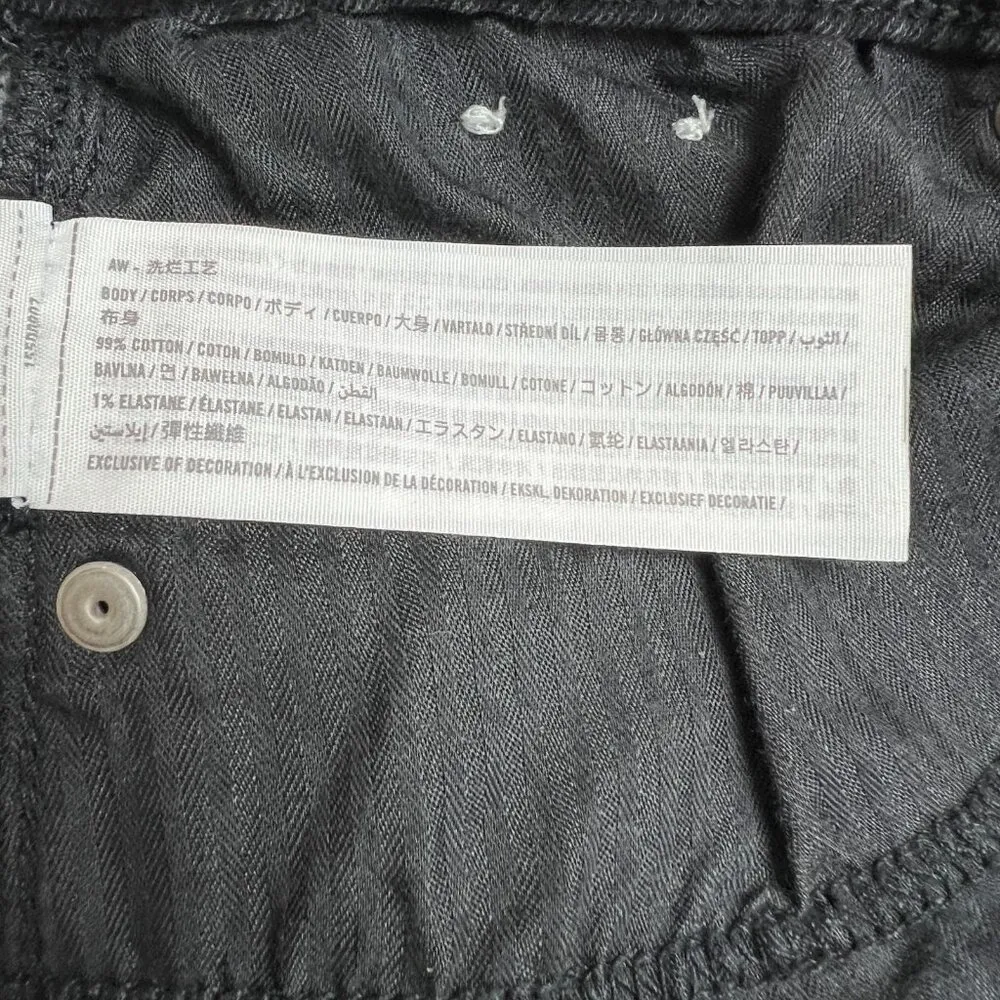 AW - 洗烂工艺
BODY / CORPS / CORPO / ボディ / CUERPO / 大身 / VARTALO / STŘEDNÍ DÍL / 몸통 / GŁÓWNA CZĘŚĆ / TOPP / الثوب /
布身
99% COTTON / COTON / BOMULD / KATOEN / BAUMWOLLE / BOMULL / COTONE / コットン / ALGODÓN / 棉 / PUUVILLAA /
BAVLNA / 면 / BAWEŁNA / ALGODÃO / القطن /
1% ELASTANE / ÉLASTANE / ELASTAN / ELASTAAN / エラスタン / ELASTANO / 氨纶 / ELASTAANIA / 엘라스탄 /
إيلاستين / 彈性纖維
EXCLUSIVE OF DECORATION / À L'EXCLUSION DE LA DÉCORATION / EKSKL. DEKORATION / EXCLUSIEF DECORATIE /